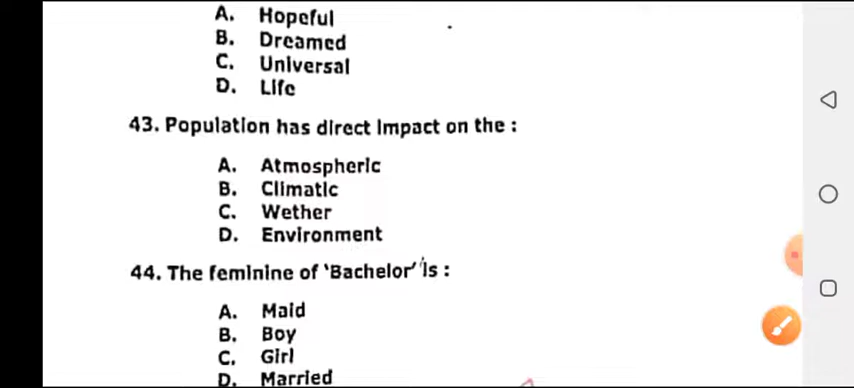 A. Hopeful
B. Dreamed
C. Universal
D. Life
43. Population has direct Impact on the :
A. Atmospheric
B. Climatic
C. Wether
D. Environment
44. The feminine of 'Bachelor' is :
A. Maid
B. Boy
C. Girl
D. Married